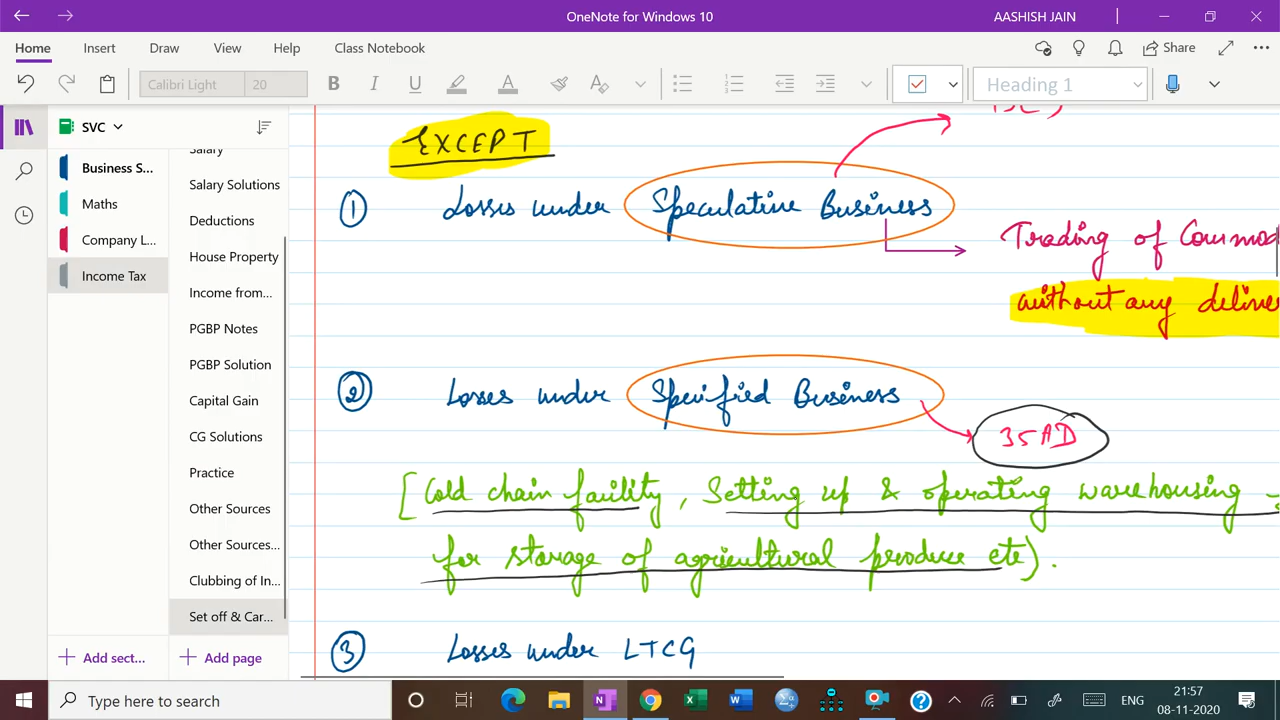 OneNote for Windows 10
AASHISH JAIN
Home Insert Draw View Help Class Notebook
Share
Calibri Light 20
B I U A
Heading 1
SVC
Business S...
Maths
Company L...
Income Tax
Salary
Salary Solutions
Deductions
House Property
Income from...
PGBP Notes
PGBP Solution
Capital Gain
CG Solutions
Practice
Other Sources
Other Sources...
Clubbing of In...
Set off & Car...
Add sect...
Add page
EXCEPT
① Losses under Speculative Business
Trading of Commod
without any delive
② Losses under Specified Business
35AD
[Cold chain faility, Setting up & operating warehousing
for storage of agricultural produce etc).
③ Losses under LTCG
Type here to search
ENG
21:57
08-11-2020